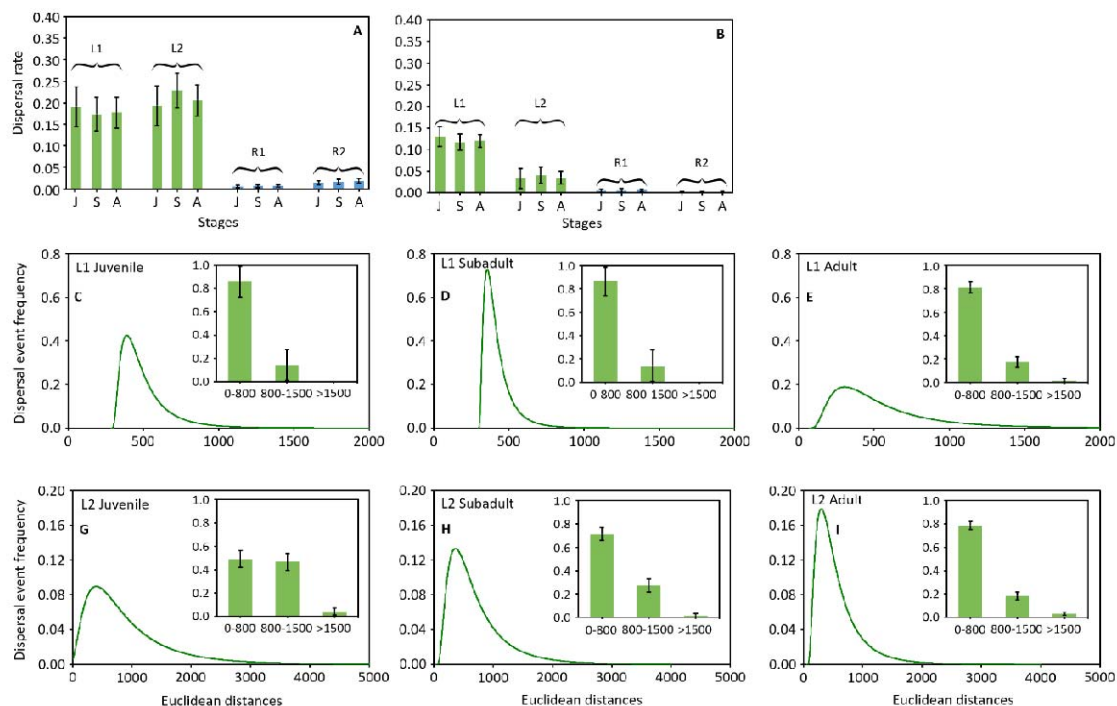 0.40 A
0.35
0.30
0.25
0.20
0.15
0.10
0.05
0.00
Dispersal rate
L1 L2 R1 R2
J S A J S A J S A J S A
Stages
0.40 B
0.35
0.30
0.25
0.20
0.15
0.10
0.05
0.00
L1 L2 R1 R2
J S A J S A J S A J S A
Stages
Dispersal event frequency
0.8
0.6
0.4
0.2
0.0
L1 Juvenile
C
1.0
0.8
0.6
0.4
0.2
0.0
0-800 800-1500 >1500
0 500 1000 1500 2000
0.8
0.6
0.4
0.2
0.0
L1 Subadult
D
1.0
0.8
0.6
0.4
0.2
0.0
0 800 800 1500 >1500
0 500 1000 1500 2000
0.8
0.6
0.4
0.2
0.0
L1 Adult
E
1.0
0.8
0.6
0.4
0.2
0.0
0-800 800-1500 >1500
0 500 1000 1500 2000
Dispersal event frequency
0.20
0.16
0.12
0.08
0.04
0.00
L2 Juvenile
G
1.0
0.8
0.6
0.4
0.2
0.0
0-800 800-1500 >1500
0 1000 2000 3000 4000 5000
Euclidean distances
0.20
0.16
0.12
0.08
0.04
0.00
L2 Subadult
H
1.0
0.8
0.6
0.4
0.2
0.0
0-800 800-1500 >1500
0 1000 2000 3000 4000 5000
Euclidean distances
0.20
0.16
0.12
0.08
0.04
0.00
L2 Adult
I
1.0
0.8
0.6
0.4
0.2
0.0
0-800 800-1500 >1500
0 1000 2000 3000 4000 5000
Euclidean distances